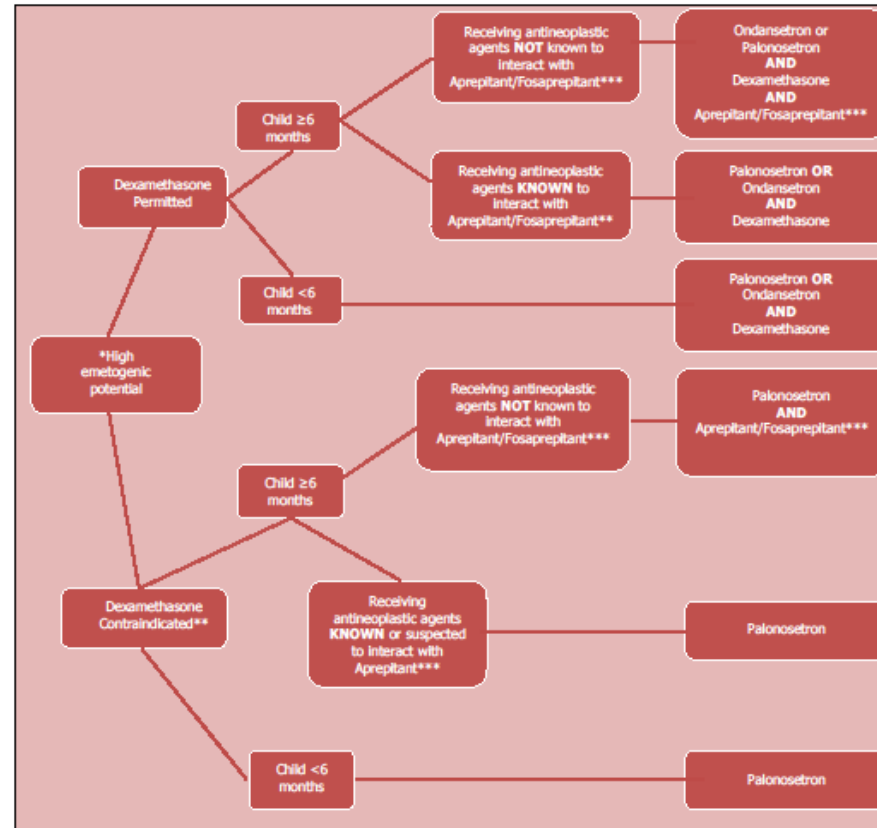 Receiving antineoplastic
agents NOT known to
interact with
Aprepitant/Fosaprepitant***
Ondansetron or
Palonosetron
AND
Dexamethasone
AND
Aprepitant/Fosaprepitant***
Child ≥6
months
Dexamethasone
Permitted
Receiving antineoplastic
agents KNOWN to
interact with
Aprepitant/Fosaprepitant**
Palonosetron OR
Ondansetron
AND
Dexamethasone
Child <6
months
Palonosetron OR
Ondansetron
AND
Dexamethasone
*High
emetogenic
potential
Receiving antineoplastic
agents NOT known to
interact with
Aprepitant/Fosaprepitant***
Palonosetron
AND
Aprepitant/Fosaprepitant***
Child ≥6
months
Dexamethasone
Contraindicated**
Receiving
antineoplastic agents
KNOWN or suspected
to interact with
Aprepitant***
Palonosetron
Child <6
months
Palonosetron